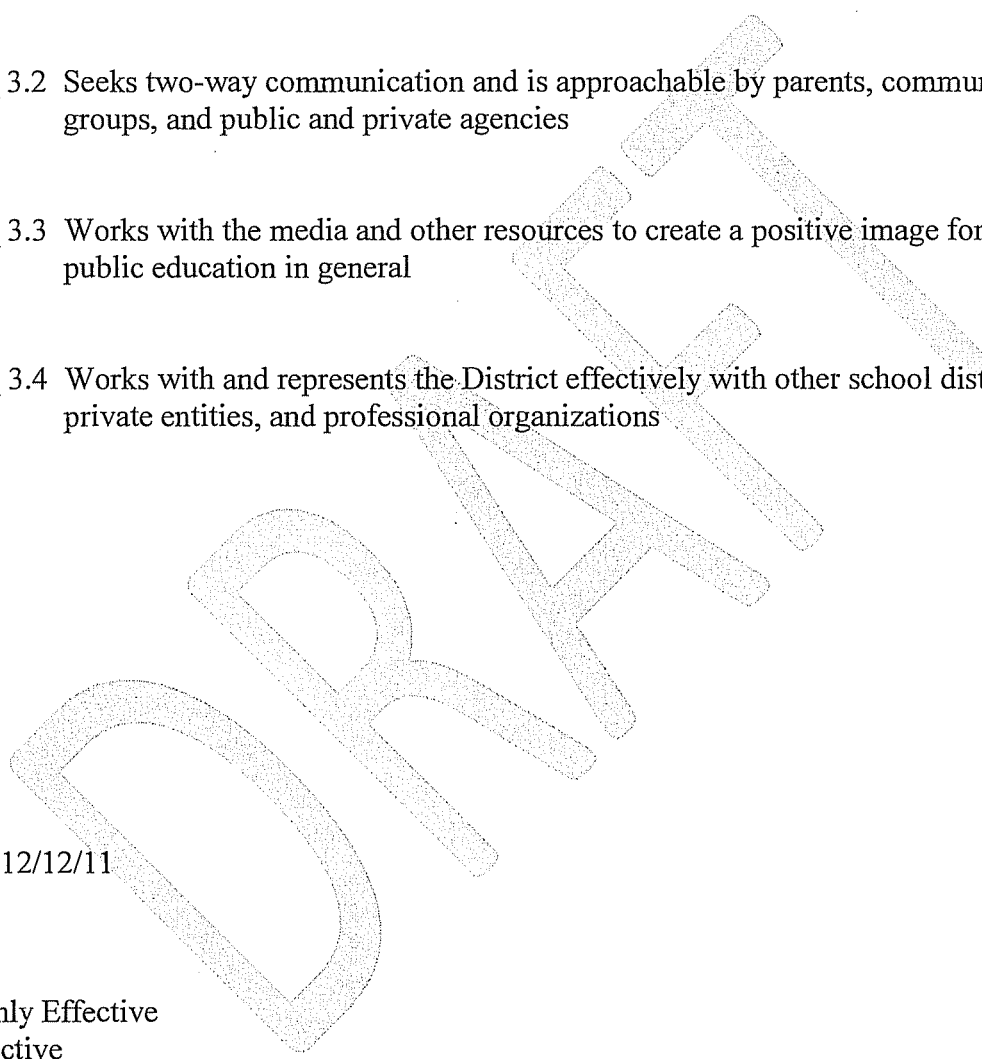 3.2 Seeks two-way communication and is approachable by parents, commu
groups, and public and private agencies
3.3 Works with the media and other resources to create a positive image for
public education in general
3.4 Works with and represents the District effectively with other school dist
private entities, and professional organizations
DRAFT
12/12/11
nly Effective
ctive